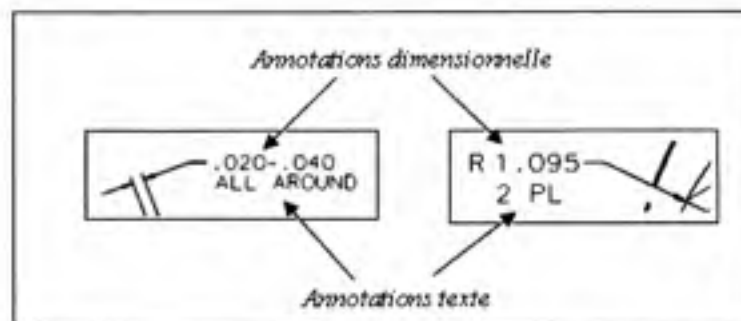 Annotations dimensionnelle
.020-.040
ALL AROUND
R 1.095
2 PL
Annotations texte